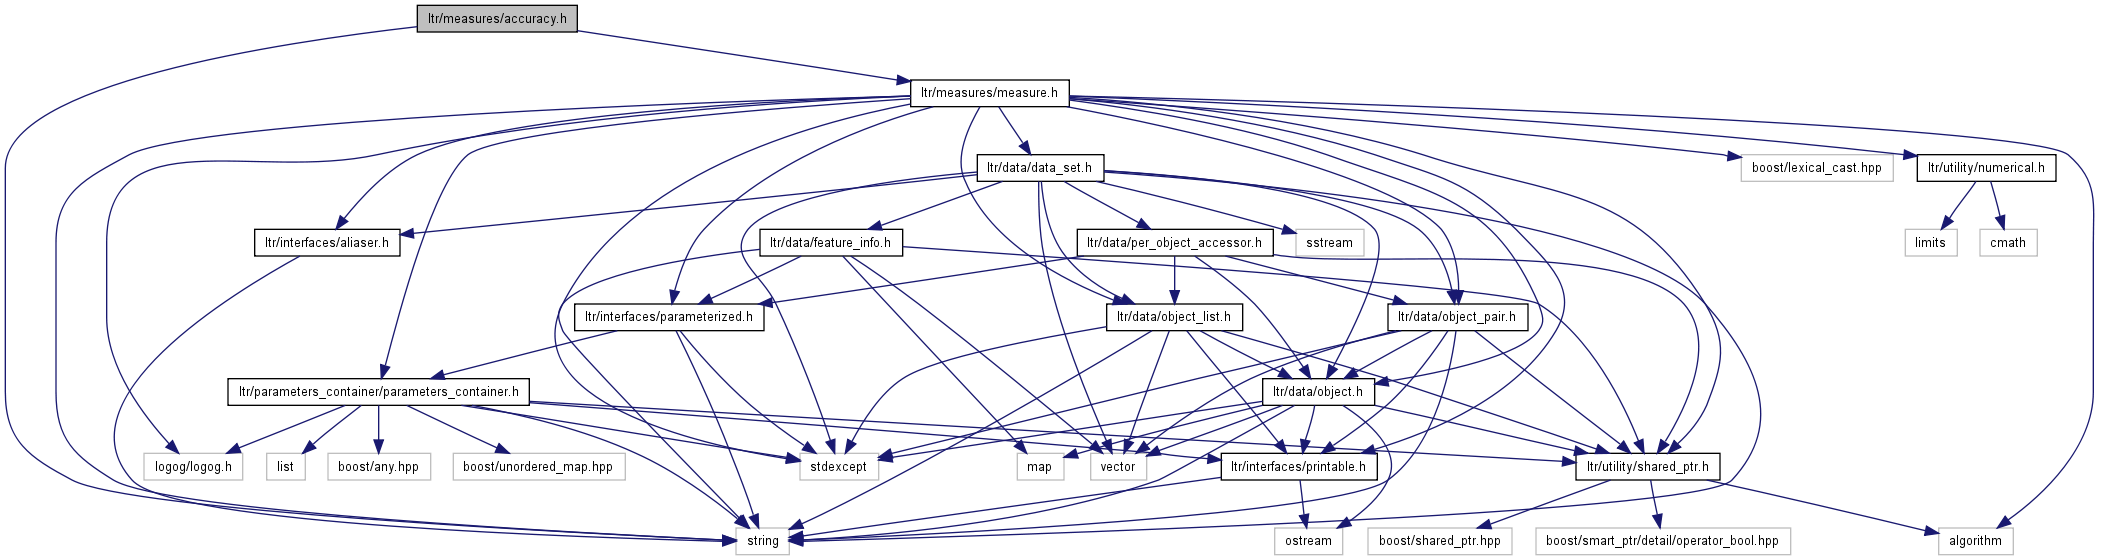 ltr/measures/accuracy.h
ltr/measures/measure.h
ltr/data/data_set.h
boost/lexical_cast.hpp
ltr/utility/numerical.h
ltr/interfaces/aliaser.h
ltr/data/feature_info.h
ltr/data/per_object_accessor.h
sstream
limits
cmath
ltr/interfaces/parameterized.h
ltr/data/object_list.h
ltr/data/object_pair.h
ltr/parameters_container/parameters_container.h
ltr/data/object.h
logog/logog.h
list
boost/any.hpp
boost/unordered_map.hpp
stdexcept
map
vector
ltr/interfaces/printable.h
ltr/utility/shared_ptr.h
string
ostream
boost/shared_ptr.hpp
boost/smart_ptr/detail/operator_bool.hpp
algorithm